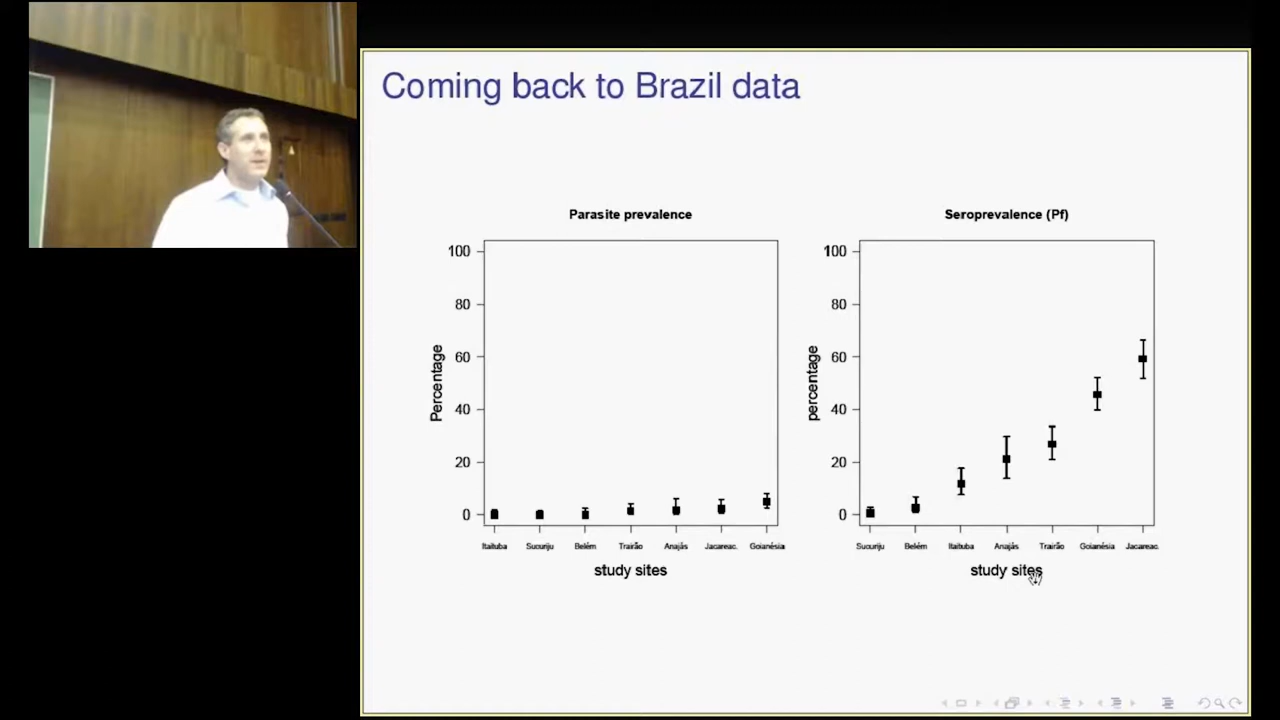 Coming back to Brazil data
Parasite prevalence
100
80
60
40
20
0
Percentage
Itaituba Sucuriju Belém Trairão Anajás Jacareac. Goianésia
study sites
Seroprevalence (Pf)
100
80
60
40
20
0
percentage
Sucuriju Belém Itaituba Anajás Trairão Goianésia Jacareac.
study sites